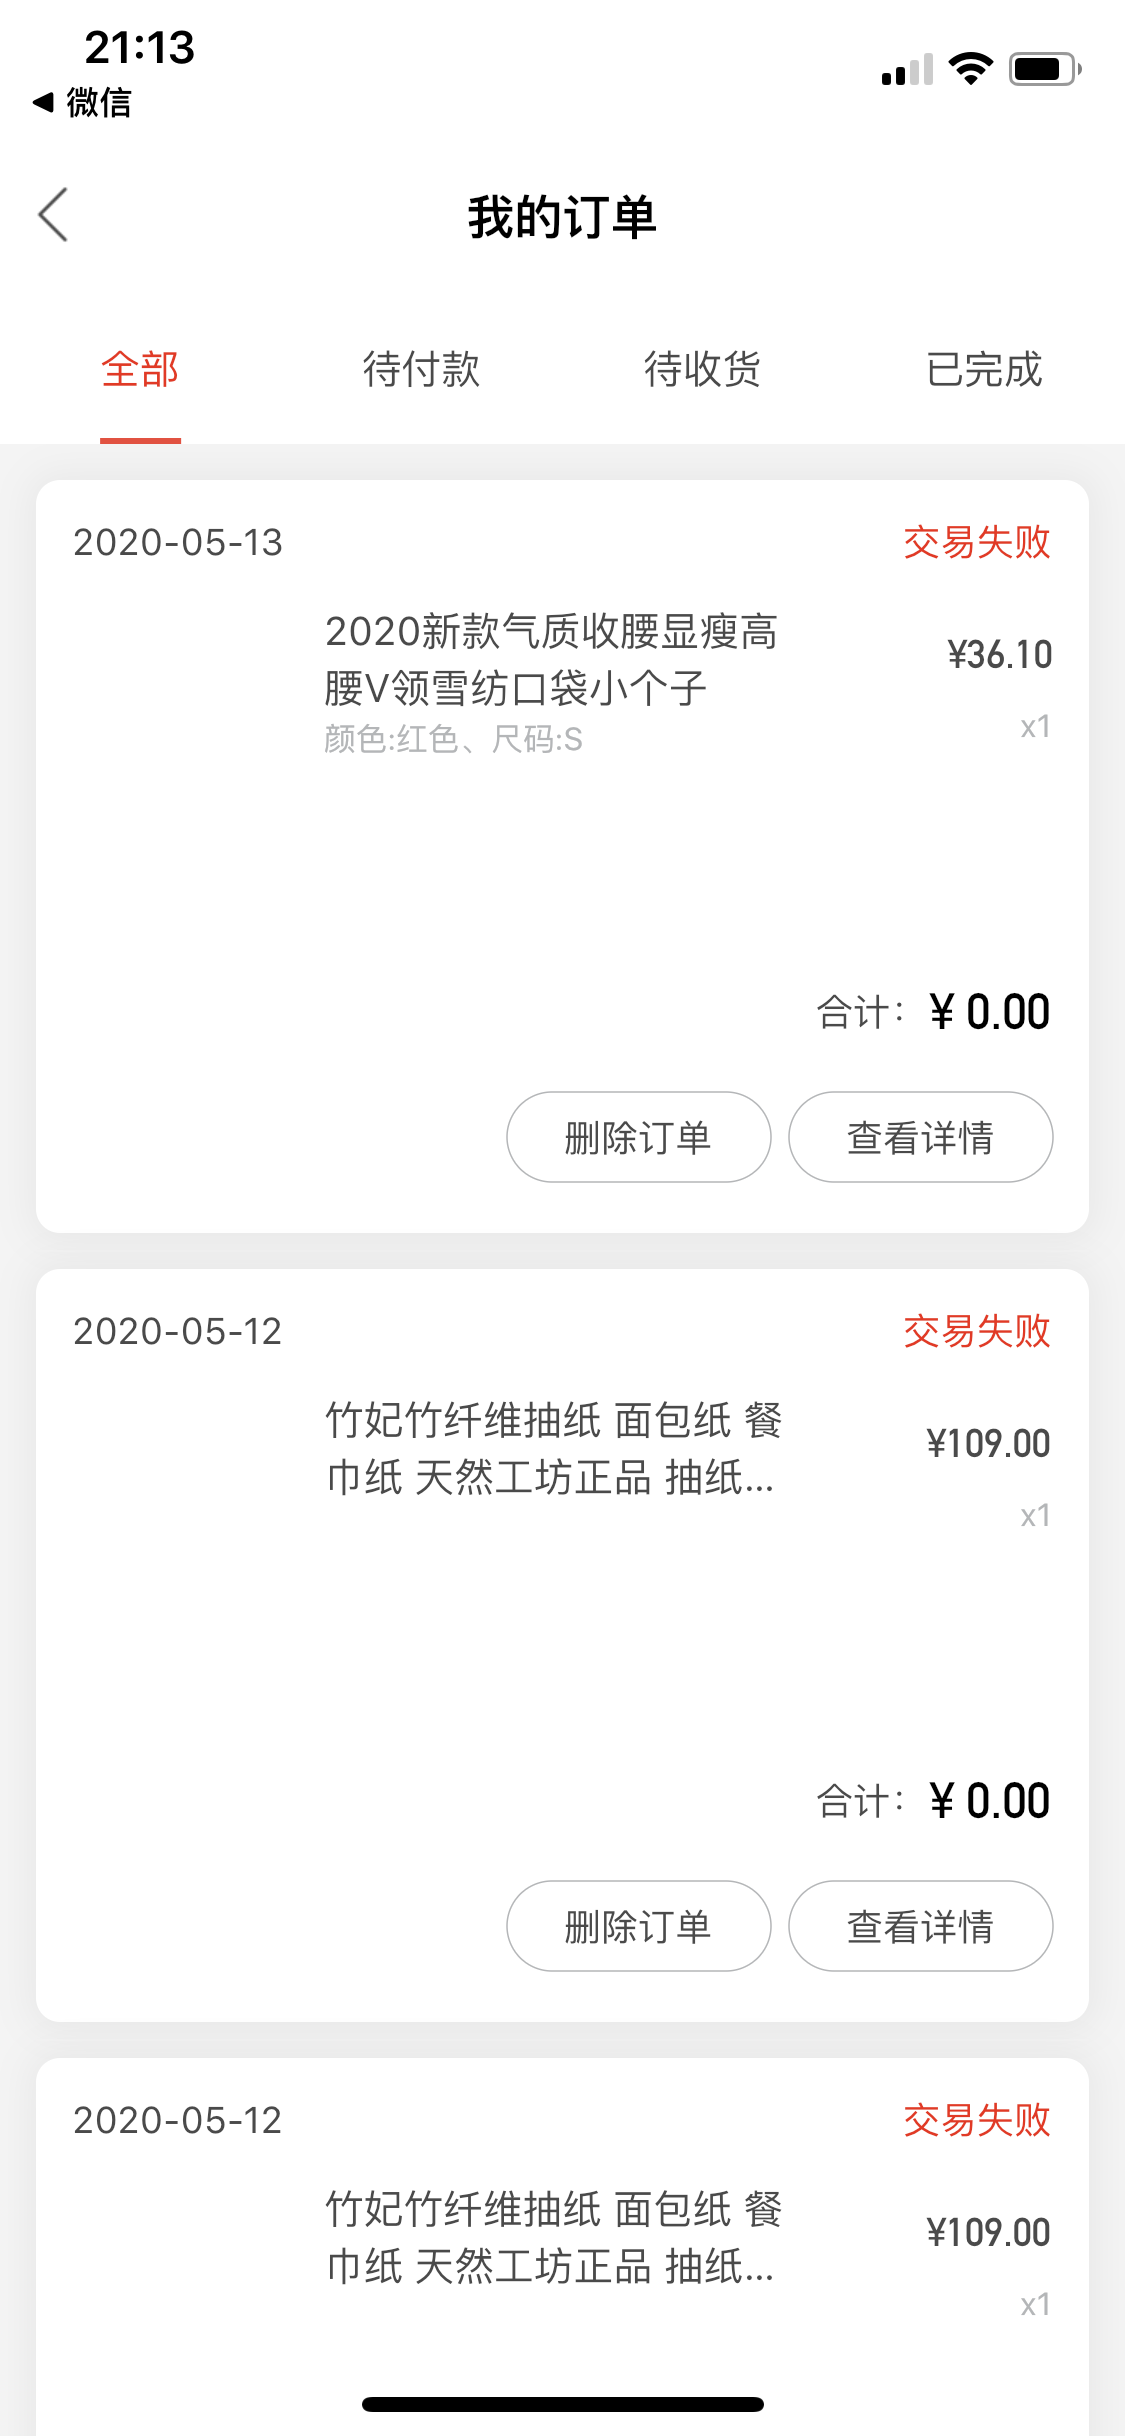 21:13
微信
我的订单
全部 待付款 待收货 已完成
2020-05-13 交易失败
2020新款气质收腰显瘦高 ¥36.10
腰V领雪纺口袋小个子
颜色:红色、尺码:S x1
合计: ¥ 0.00
删除订单 查看详情
2020-05-12 交易失败
竹妃竹纤维抽纸 面包纸 餐 ¥109.00
巾纸 天然工坊正品 抽纸...
x1
合计: ¥ 0.00
删除订单 查看详情
2020-05-12 交易失败
竹妃竹纤维抽纸 面包纸 餐 ¥109.00
巾纸 天然工坊正品 抽纸...
x1